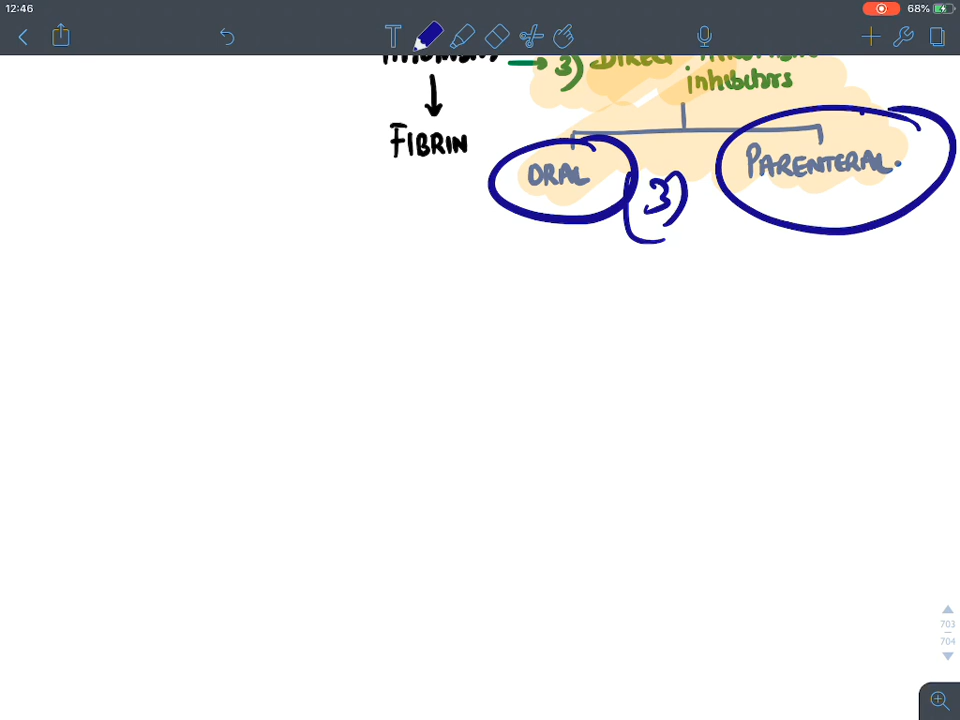 12:46
68%
T
3) DIRECT
inhibitors
FIBRIN
ORAL
PARENTERAL.
(3)
703
704